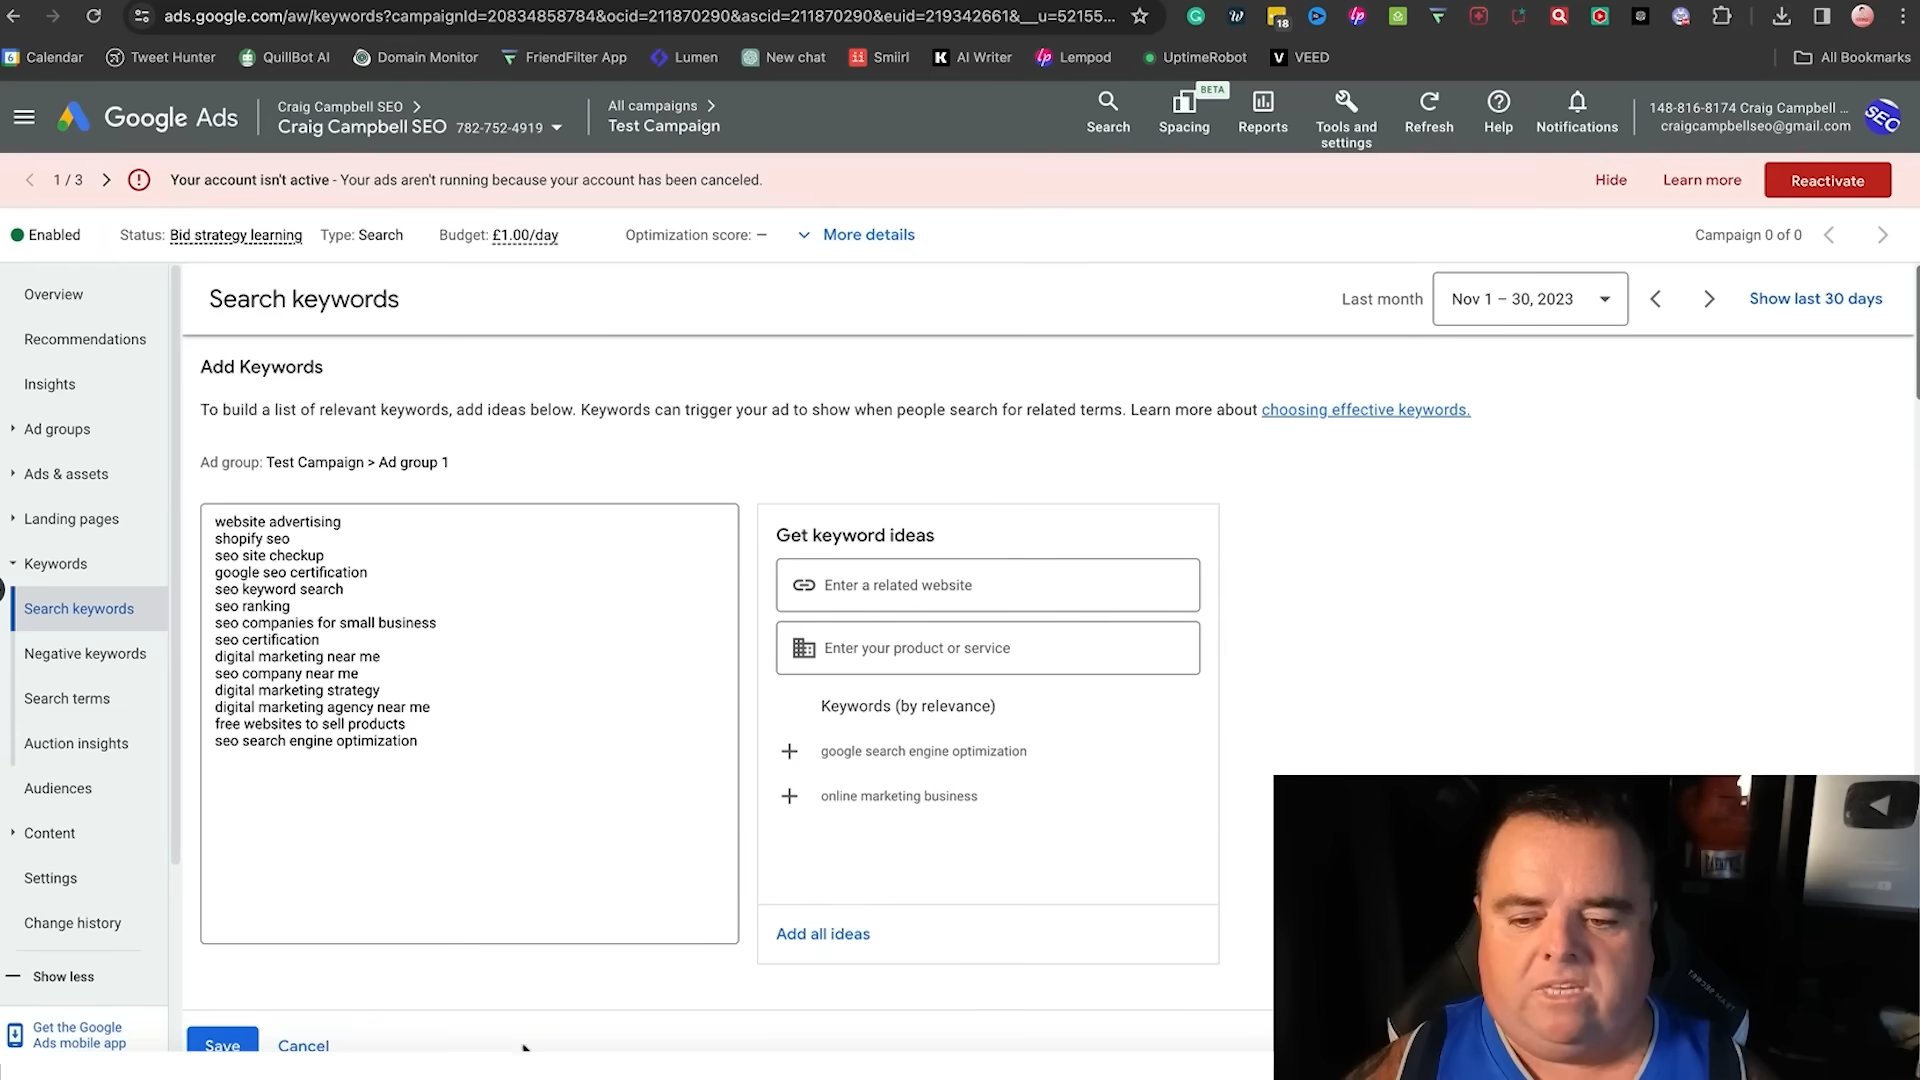 ads.google.com/aw/keywords?campaignId=20834858784&ocid=211870290&ascid=211870290&euid=219342661&__u=52155...
18
Calendar
Tweet Hunter
QuillBot AI
Domain Monitor
FriendFilter App
Lumen
New chat
Smiirl
AI Writer
Lempod
UptimeRobot
VEED
All Bookmarks
Google Ads
Craig Campbell SEO
Craig Campbell SEO 782-752-4919
All campaigns
Test Campaign
Search
BETA
Spacing
Reports
Tools and settings
Refresh
Help
Notifications
148-816-8174 Craig Campbell ...
craigcampbellseo@gmail.com
SEO
1 / 3
Your account isn't active - Your ads aren't running because your account has been canceled.
Hide
Learn more
Reactivate
Enabled
Status: Bid strategy learning
Type: Search
Budget: £1.00/day
Optimization score: —
More details
Campaign 0 of 0
Overview
Recommendations
Insights
Ad groups
Ads & assets
Landing pages
Keywords
Search keywords
Negative keywords
Search terms
Auction insights
Audiences
Content
Settings
Change history
Show less
Get the Google
Ads mobile app
Search keywords
Last month
Nov 1 – 30, 2023
Show last 30 days
Add Keywords
To build a list of relevant keywords, add ideas below. Keywords can trigger your ad to show when people search for related terms. Learn more about choosing effective keywords.
Ad group: Test Campaign > Ad group 1
website advertising
shopify seo
seo site checkup
google seo certification
seo keyword search
seo ranking
seo companies for small business
seo certification
digital marketing near me
seo company near me
digital marketing strategy
digital marketing agency near me
free websites to sell products
seo search engine optimization
Get keyword ideas
Enter a related website
Enter your product or service
Keywords (by relevance)
google search engine optimization
online marketing business
Add all ideas
Save
Cancel